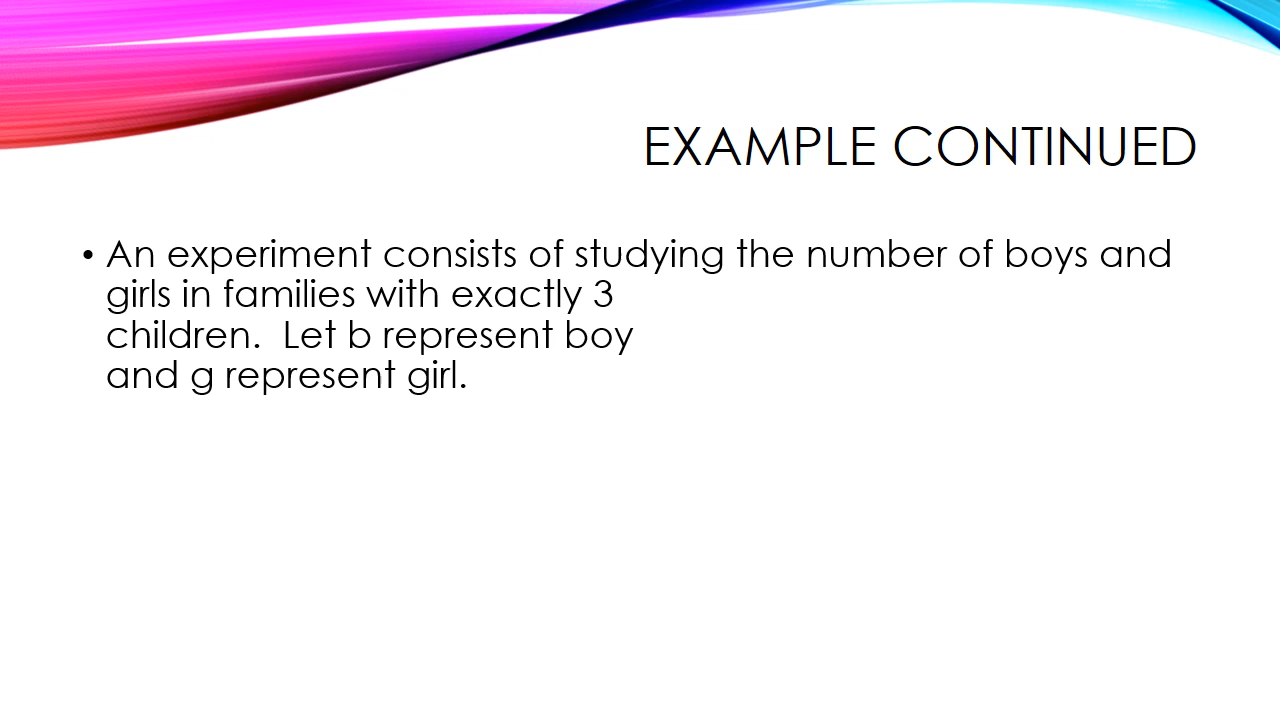 EXAMPLE CONTINUED
• An experiment consists of studying the number of boys and
girls in families with exactly 3
children.  Let b represent boy
and g represent girl.